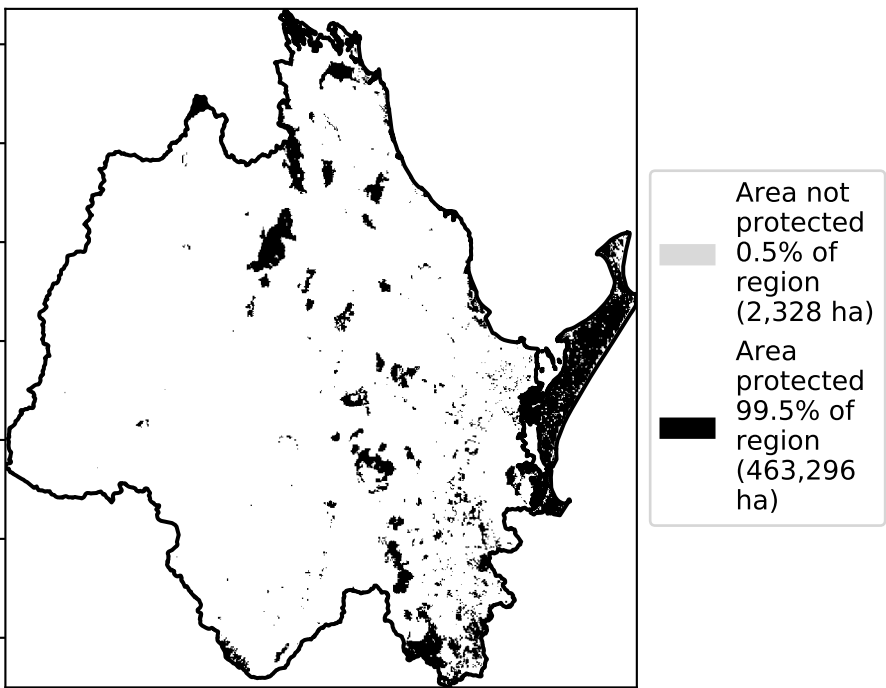 Area not
protected
0.5% of
region
(2,328 ha)
Area
protected
99.5% of
region
(463,296
ha)